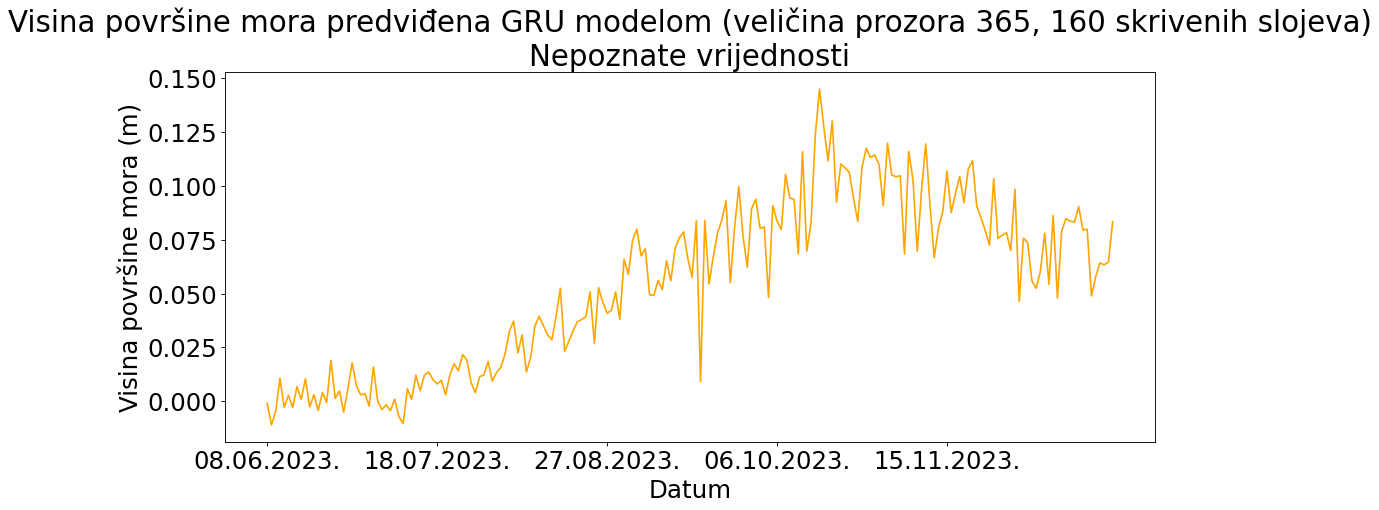 Visina površine mora predviđena GRU modelom (veličina prozora 365, 160 skrivenih slojeva)
Nepoznate vrijednosti
Visina površine mora (m)
0.150
0.125
0.100
0.075
0.050
0.025
0.000
08.06.2023. 18.07.2023. 27.08.2023. 06.10.2023. 15.11.2023.
Datum